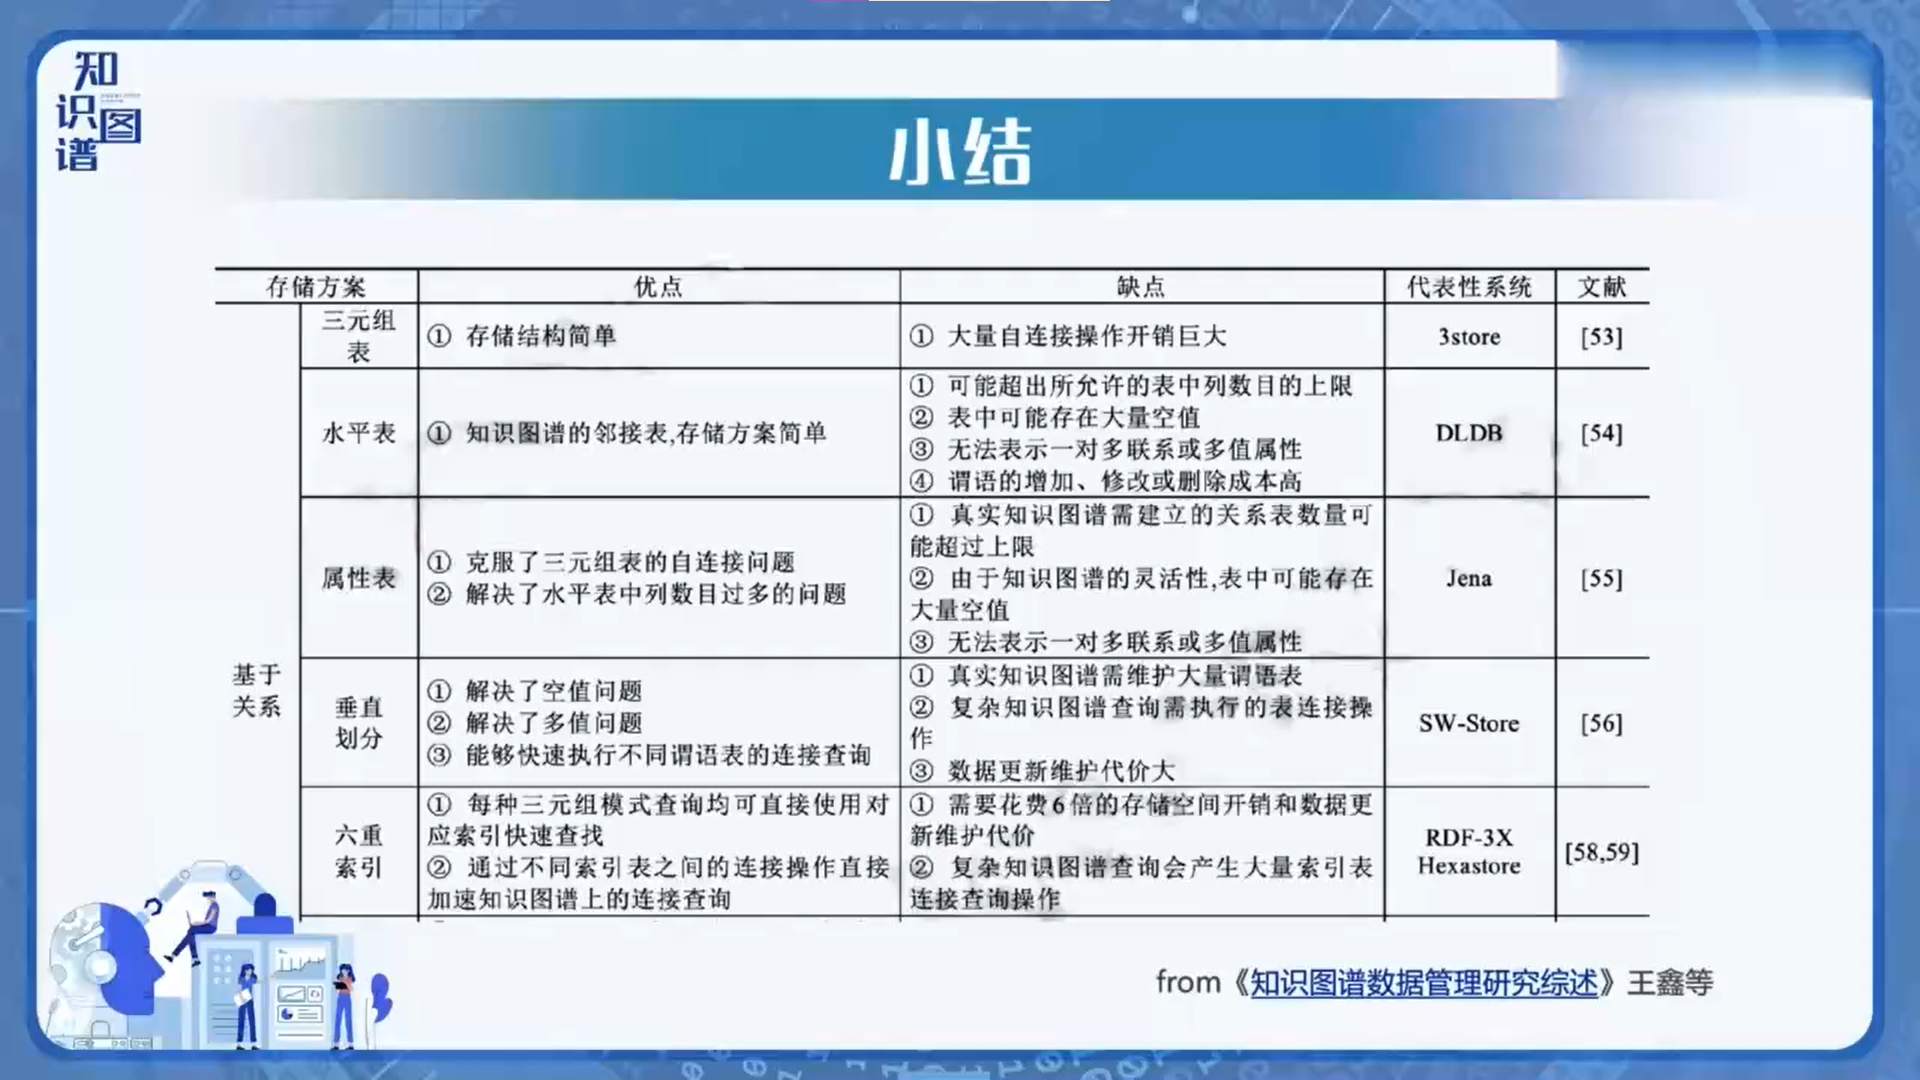 知识图谱
小结
存储方案 优点 缺点 代表性系统 文献
基于
关系
三元组
表
① 存储结构简单
① 大量自连接操作开销巨大
3store
[53]
水平表
① 知识图谱的邻接表,存储方案简单
① 可能超出所允许的表中列数目的上限
② 表中可能存在大量空值
③ 无法表示一对多联系或多值属性
④ 谓语的增加、修改或删除成本高
DLDB
[54]
属性表
① 克服了三元组表的自连接问题
② 解决了水平表中列数目过多的问题
① 真实知识图谱需建立的关系表数量可
能超过上限
② 由于知识图谱的灵活性,表中可能存在
大量空值
③ 无法表示一对多联系或多值属性
Jena
[55]
垂直
划分
① 解决了空值问题
② 解决了多值问题
③ 能够快速执行不同谓语表的连接查询
① 真实知识图谱需维护大量谓语表
② 复杂知识图谱查询需执行的表连接操
作
③ 数据更新维护代价大
SW-Store
[56]
六重
索引
① 每种三元组模式查询均可直接使用对
应索引快速查找
② 通过不同索引表之间的连接操作直接
加速知识图谱上的连接查询
① 需要花费6倍的存储空间开销和数据更
新维护代价
② 复杂知识图谱查询会产生大量索引表
连接查询操作
RDF-3X
Hexastore
[58,59]
from《知识图谱数据管理研究综述》王鑫等